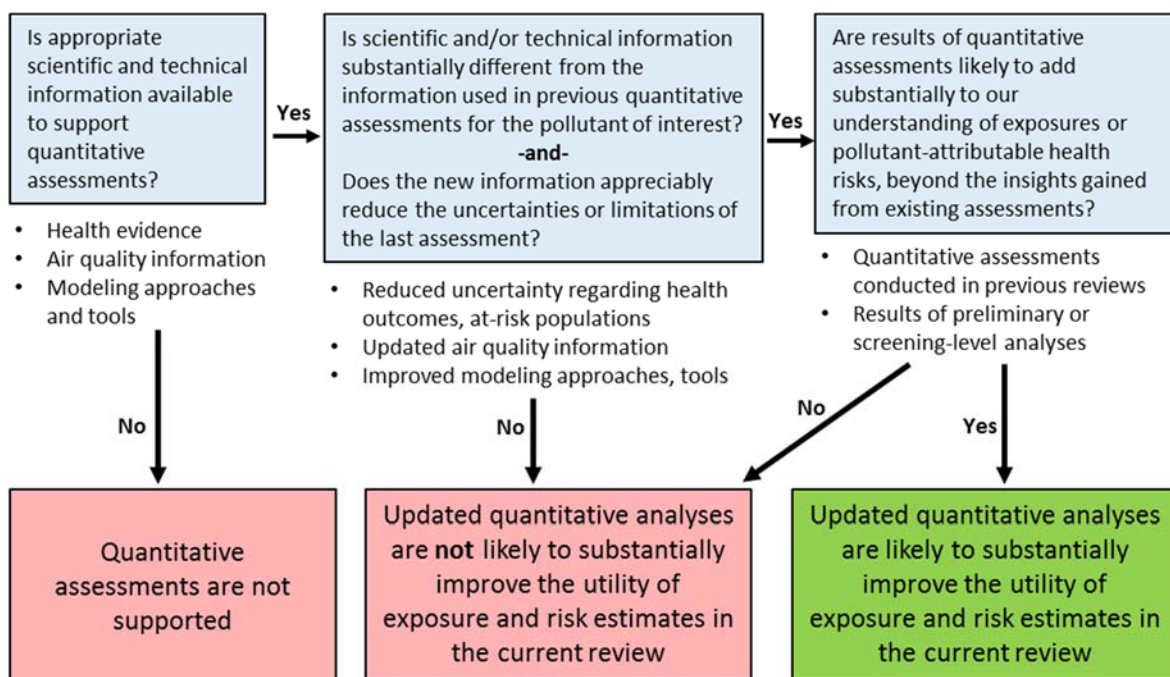 Is appropriate
scientific and technical
information available
to support
quantitative
assessments?
Yes
Is scientific and/or technical information
substantially different from the
information used in previous quantitative
assessments for the pollutant of interest?
-and-
Does the new information appreciably
reduce the uncertainties or limitations of
the last assessment?
Yes
Are results of quantitative
assessments likely to add
substantially to our
understanding of exposures or
pollutant-attributable health
risks, beyond the insights gained
from existing assessments?
• Health evidence
• Air quality information
• Modeling approaches
and tools
• Reduced uncertainty regarding health
outcomes, at-risk populations
• Updated air quality information
• Improved modeling approaches, tools
• Quantitative assessments
conducted in previous reviews
• Results of preliminary or
screening-level analyses
No
No
No
Yes
Quantitative
assessments are not
supported
Updated quantitative analyses
are not likely to substantially
improve the utility of
exposure and risk estimates in
the current review
Updated quantitative analyses
are likely to substantially
improve the utility of
exposure and risk estimates in
the current review